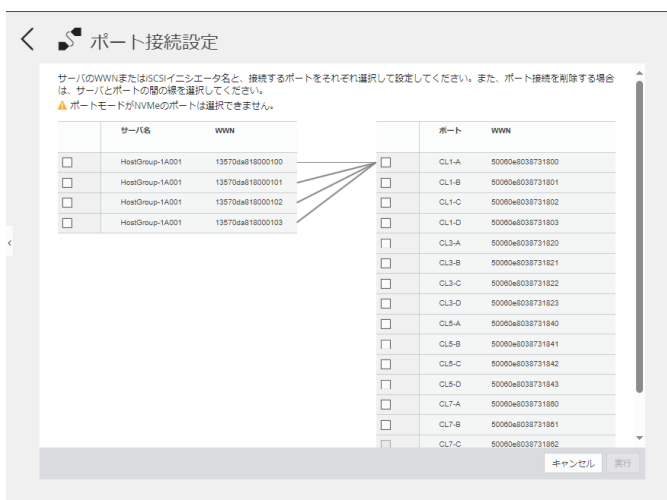 ポート接続設定
サーバのWWNまたはiSCSIイニシエータ名と、接続するポートをそれぞれ選択して設定してください。また、ポート接続を削除する場合
は、サーバとポートの間の線を選択してください。
ポートモードがNVMeのポートは選択できません。
サーバ名 WWN
HostGroup-1A001 13570da818000100
HostGroup-1A001 13570da818000101
HostGroup-1A001 13570da818000102
HostGroup-1A001 13570da818000103
ポート WWN
CL1-A 50060e8038731800
CL1-B 50060e8038731801
CL1-C 50060e8038731802
CL1-D 50060e8038731803
CL3-A 50060e8038731820
CL3-B 50060e8038731821
CL3-C 50060e8038731822
CL3-D 50060e8038731823
CL5-A 50060e8038731840
CL5-B 50060e8038731841
CL5-C 50060e8038731842
CL5-D 50060e8038731843
CL7-A 50060e8038731860
CL7-B 50060e8038731861
CL7-C 50060e8038731862
キャンセル 実行